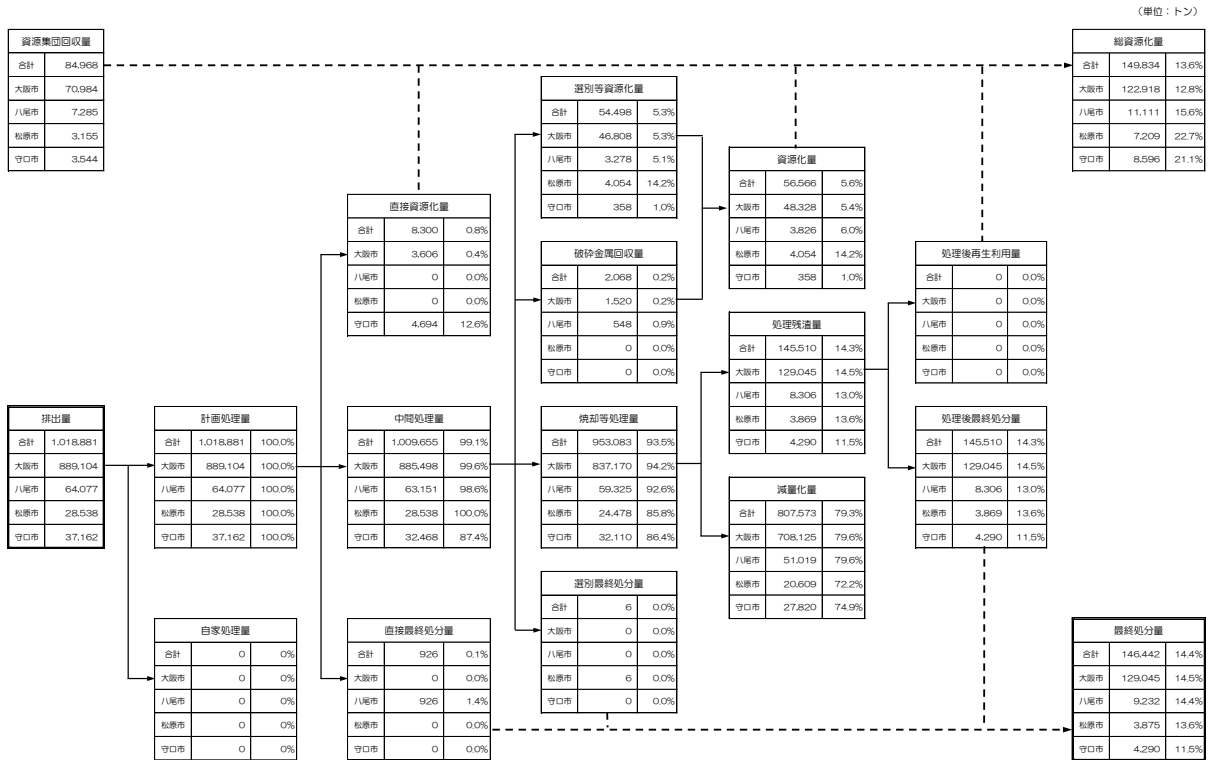 （単位：トン）
資源集団回収量
合計 84,968
大阪市 70,984
八尾市 7,285
松原市 3,155
守口市 3,544
総資源化量
合計 149,834 13.6%
大阪市 122,918 12.8%
八尾市 11,111 15.6%
松原市 7,209 22.7%
守口市 8,596 21.1%
選別等資源化量
合計 54,498 5.3%
大阪市 46,808 5.3%
八尾市 3,278 5.1%
松原市 4,054 14.2%
守口市 358 1.0%
資源化量
合計 56,566 5.6%
大阪市 48,328 5.4%
八尾市 3,826 6.0%
松原市 4,054 14.2%
守口市 358 1.0%
直接資源化量
合計 8,300 0.8%
大阪市 3,606 0.4%
八尾市 0 0.0%
松原市 0 0.0%
守口市 4,694 12.6%
破砕金属回収量
合計 2,068 0.2%
大阪市 1,520 0.2%
八尾市 548 0.9%
松原市 0 0.0%
守口市 0 0.0%
処理後再生利用量
合計 0 0.0%
大阪市 0 0.0%
八尾市 0 0.0%
松原市 0 0.0%
守口市 0 0.0%
処理残渣量
合計 145,510 14.3%
大阪市 129,045 14.5%
八尾市 8,306 13.0%
松原市 3,869 13.6%
守口市 4,290 11.5%
排出量
合計 1,018,881
大阪市 889,104
八尾市 64,077
松原市 28,538
守口市 37,162
計画処理量
合計 1,018,881 100.0%
大阪市 889,104 100.0%
八尾市 64,077 100.0%
松原市 28,538 100.0%
守口市 37,162 100.0%
中間処理量
合計 1,009,655 99.1%
大阪市 885,498 99.6%
八尾市 63,151 98.6%
松原市 28,538 100.0%
守口市 32,468 87.4%
焼却等処理量
合計 953,083 93.5%
大阪市 837,170 94.2%
八尾市 59,325 92.6%
松原市 24,478 85.8%
守口市 32,110 86.4%
処理後最終処分量
合計 145,510 14.3%
大阪市 129,045 14.5%
八尾市 8,306 13.0%
松原市 3,869 13.6%
守口市 4,290 11.5%
減量化量
合計 807,573 79.3%
大阪市 708,125 79.6%
八尾市 51,019 79.6%
松原市 20,609 72.2%
守口市 27,820 74.9%
選別最終処分量
合計 6 0.0%
大阪市 0 0.0%
八尾市 0 0.0%
松原市 6 0.0%
守口市 0 0.0%
自家処理量
合計 0 0%
大阪市 0 0%
八尾市 0 0%
松原市 0 0%
守口市 0 0%
直接最終処分量
合計 926 0.1%
大阪市 0 0.0%
八尾市 926 1.4%
松原市 0 0.0%
守口市 0 0.0%
最終処分量
合計 146,442 14.4%
大阪市 129,045 14.5%
八尾市 9,232 14.4%
松原市 3,875 13.6%
守口市 4,290 11.5%